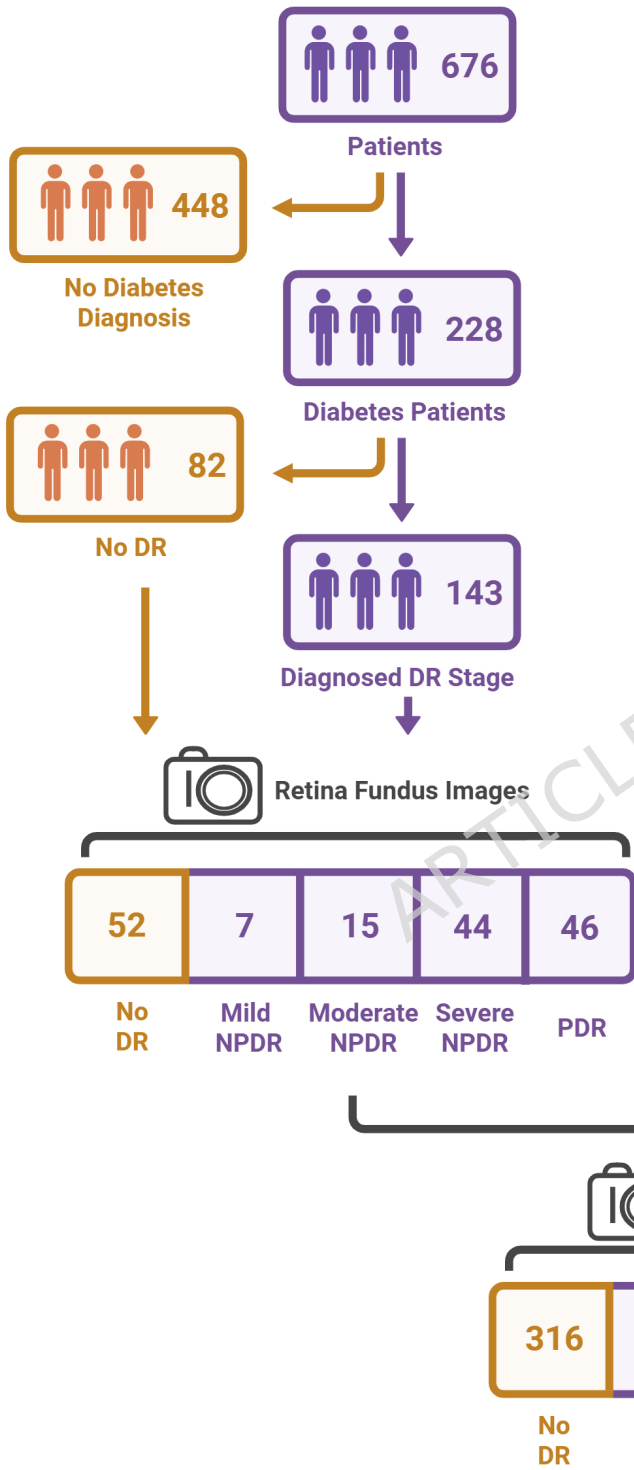 676
Patients
448
No Diabetes
Diagnosis
228
Diabetes Patients
82
No DR
143
Diagnosed DR Stage
Retina Fundus Images
52
7
15
44
46
No
DR
Mild
NPDR
Moderate
NPDR
Severe
NPDR
PDR
316
No
DR